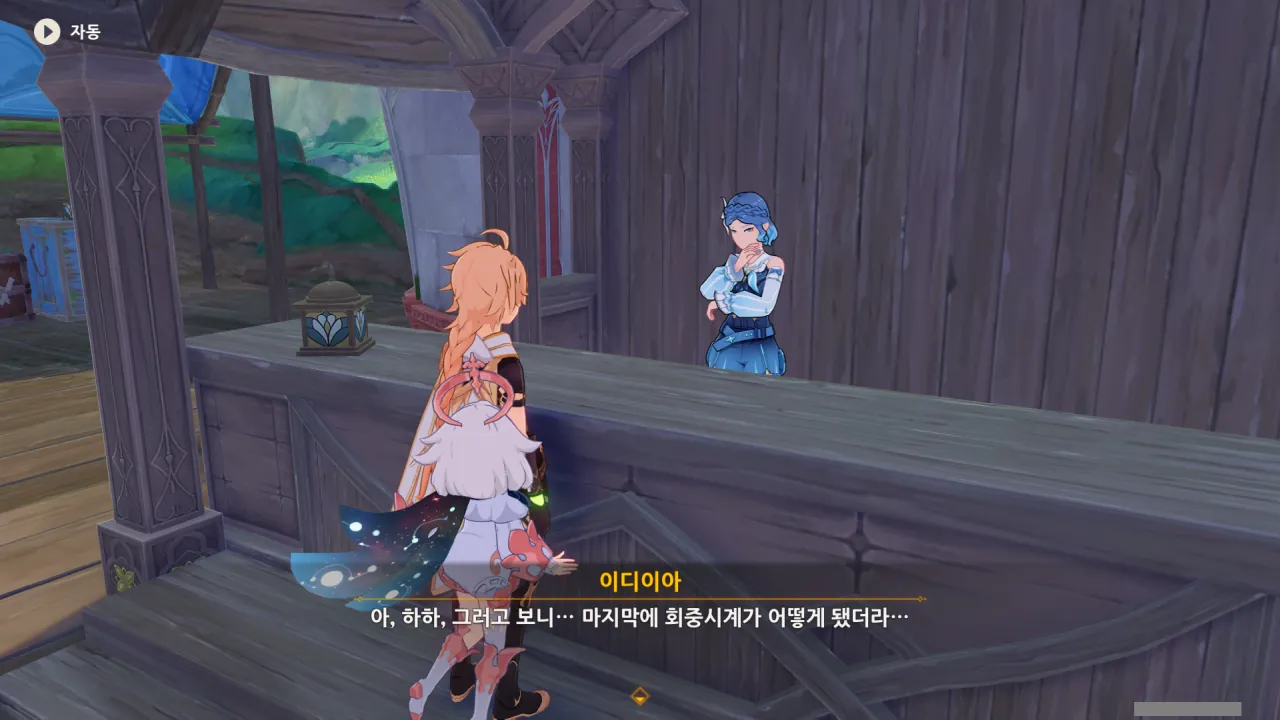 자동
이디이아
아, 하하, 그러고 보니… 마지막에 회중시계가 어떻게 됐더라…